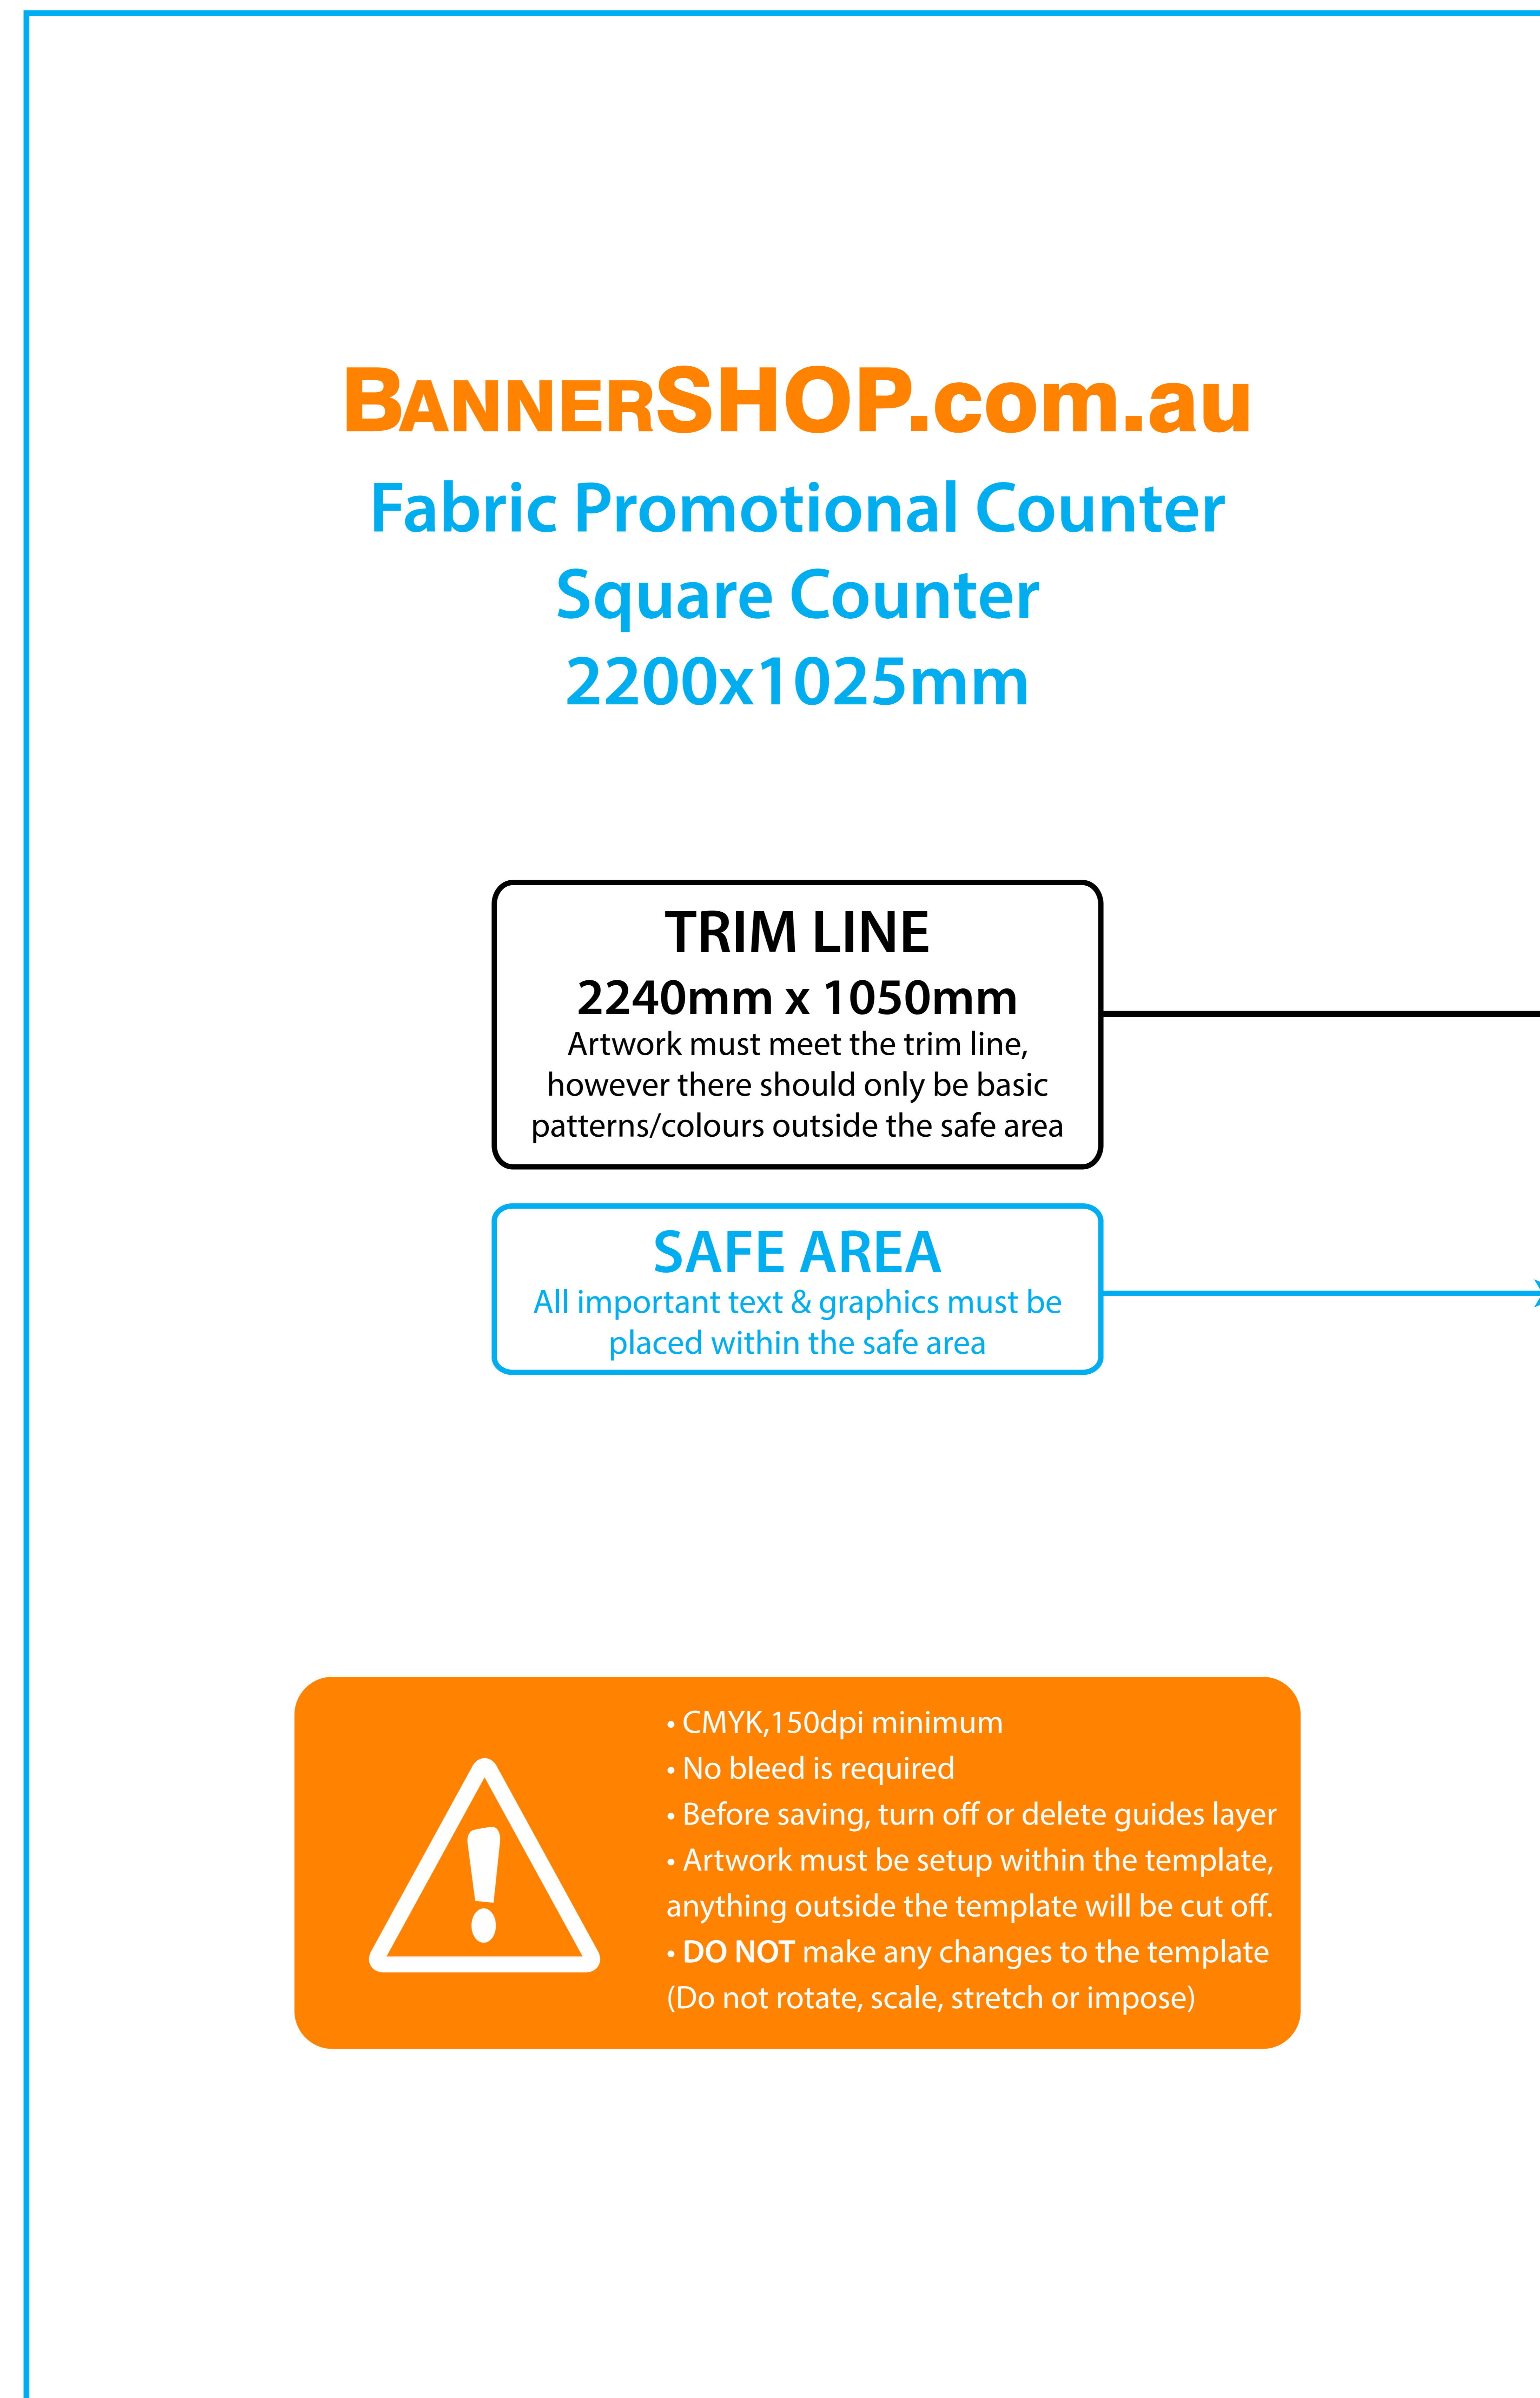 BANNERSHOP.com.au
Fabric Promotional Counter
Square Counter
2200x1025mm
TRIM LINE
2240mm x 1050mm
Artwork must meet the trim line,
however there should only be basic
patterns/colours outside the safe area
SAFE AREA
All important text & graphics must be
placed within the safe area
• CMYK,150dpi minimum
• No bleed is required
• Before saving, turn off or delete guides layer
• Artwork must be setup within the template,
anything outside the template will be cut off.
• DO NOT make any changes to the template
(Do not rotate, scale, stretch or impose)